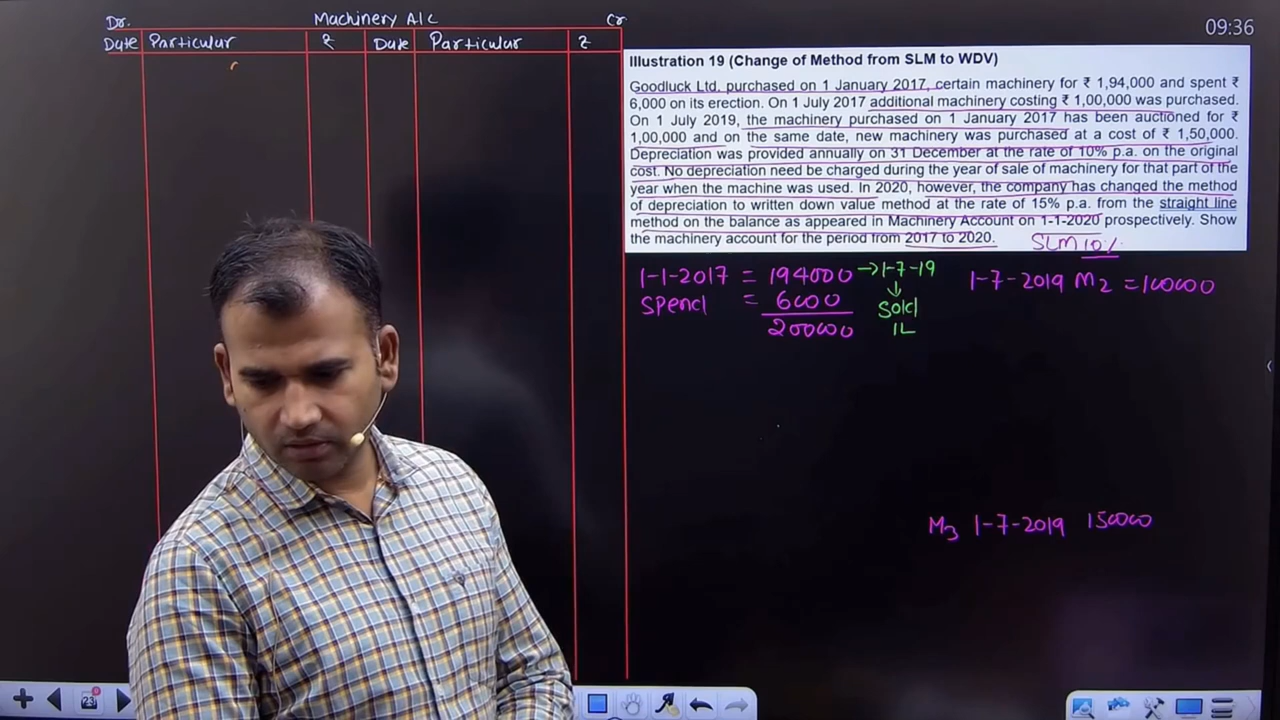 Dr.
Machinery A/c
Cr.
Date Particular ₹ Date Particular ₹
09:36
Illustration 19 (Change of Method from SLM to WDV)
Goodluck Ltd. purchased on 1 January 2017, certain machinery for ₹ 1,94,000 and spent ₹
6,000 on its erection. On 1 July 2017 additional machinery costing ₹ 1,00,000 was purchased.
On 1 July 2019, the machinery purchased on 1 January 2017 has been auctioned for ₹
1,00,000 and on the same date, new machinery was purchased at a cost of ₹ 1,50,000.
Depreciation was provided annually on 31 December at the rate of 10% p.a. on the original
cost. No depreciation need be charged during the year of sale of machinery for that part of the
year when the machine was used. In 2020, however, the company has changed the method
of depreciation to written down value method at the rate of 15% p.a. from the straight line
method on the balance as appeared in Machinery Account on 1-1-2020 prospectively. Show
the machinery account for the period from 2017 to 2020.
SLM 10%
1-1-2017 = 194000 → 1-7-19
Spend = 6000
200000
↓
Sold
1L
1-7-2019 M2 = 100000
M3 1-7-2019 150000
23